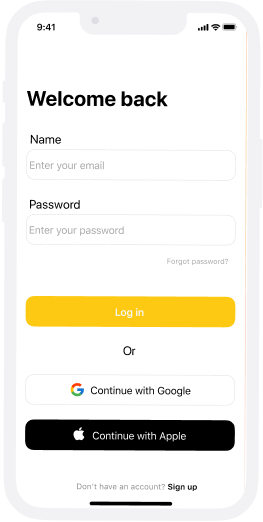 9:41
Welcome back
Name
Enter your email
Password
Enter your password
Forgot password?
Log in
Or
Continue with Google
Continue with Apple
Don't have an account? Sign up